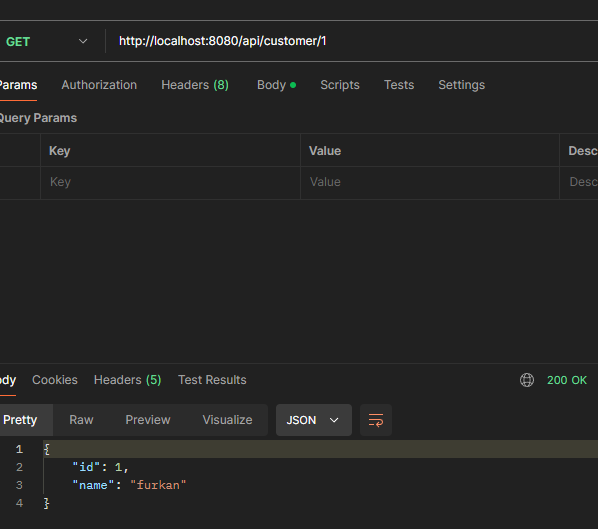 GET http://localhost:8080/api/customer/1
Params Authorization Headers (8) Body Scripts Tests Settings
Query Params
Key Value Desc
Key Value Desc
ody Cookies Headers (5) Test Results 200 OK
Pretty Raw Preview Visualize JSON
1 {
2 "id": 1,
3 "name": "furkan"
4 }